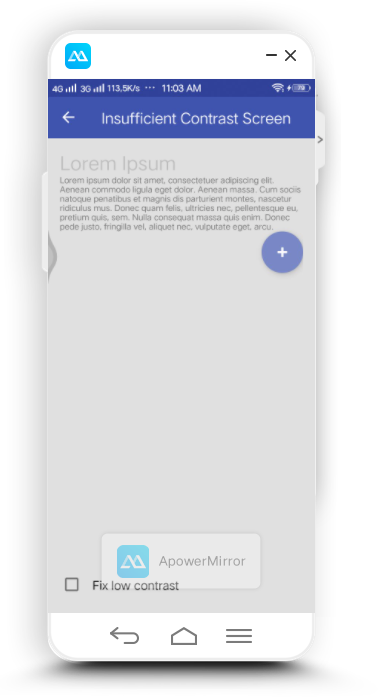 4G 3G 113,5K/s ··· 11:03 AM
Insufficient Contrast Screen
Lorem Ipsum
Lorem ipsum dolor sit amet, consectetuer adipiscing elit.
Aenean commodo ligula eget dolor. Aenean massa. Cum sociis
natoque penatibus et magnis dis parturient montes, nascetur
ridiculus mus. Donec quam felis, ultricies nec, pellentesque eu,
pretium quis, sem. Nulla consequat massa quis enim. Donec
pede justo, fringilla vel, aliquet nec, vulputate eget, arcu.
+
ApowerMirror
Fix low contrast